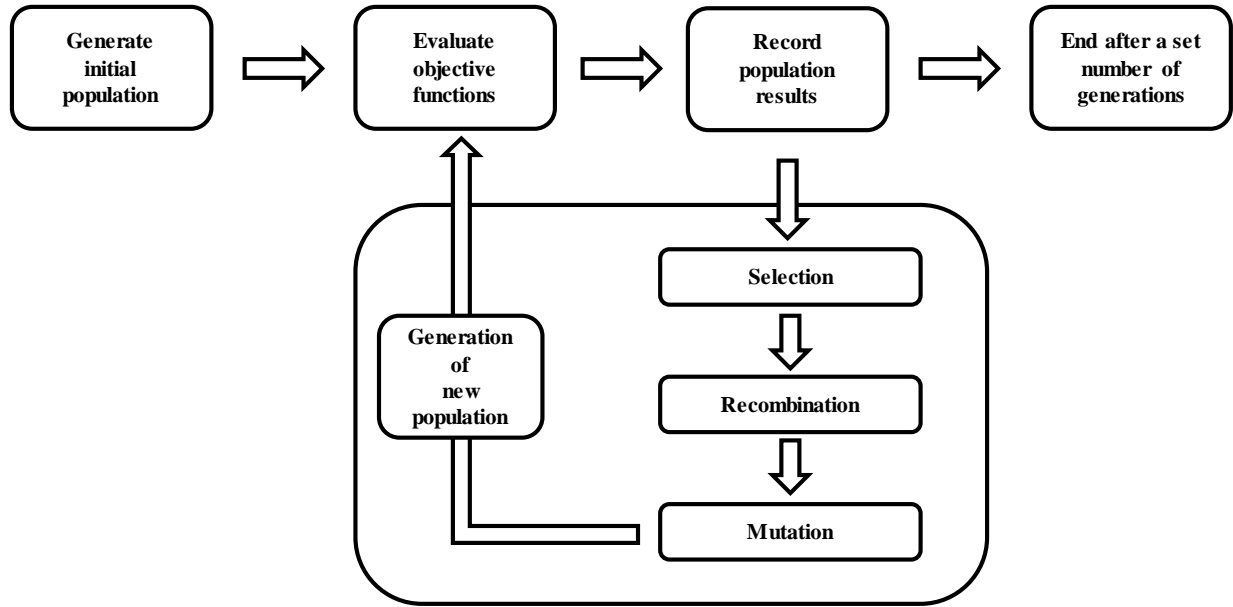 Generate
initial
population
Evaluate
objective
functions
Record
population
results
End after a set
number of
generations
Selection
Generation
of
new
population
Recombination
Mutation